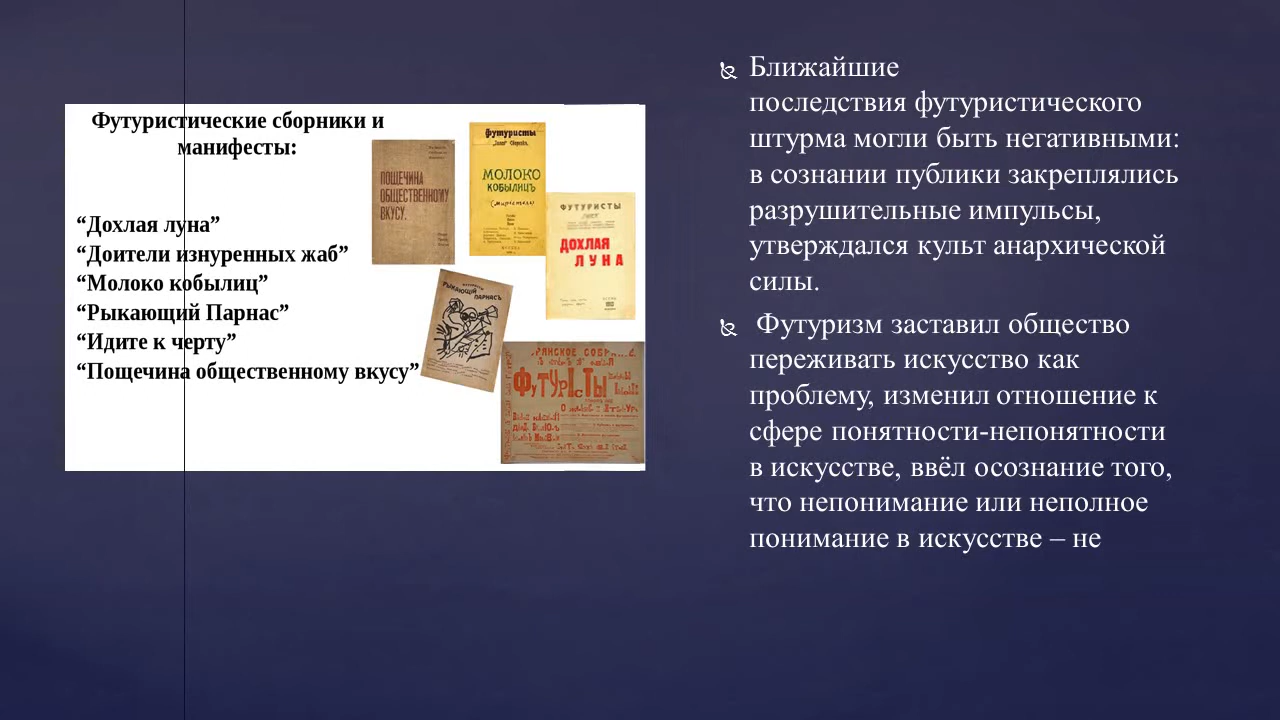 Футуристические сборники и
манифесты:
“Дохлая луна”
“Доители изнуренных жаб”
“Молоко кобылиц”
“Рыкающий Парнас”
“Идите к черту”
“Пощечина общественному вкусу”
ПОЩЕЧИНА
ОБЩЕСТВЕННОМУ
ВКУСУ.
футуристы
МОЛОКО
КОБЫЛИЦЪ
МОСКВА
ФУТУРИСТЫ
ДОХЛАЯ
ЛУНА
РЫКАЮЩИЙ
ПАРНАСЪ
ФУТУРІСТЫ
Ближайшие
последствия футуристического
штурма могли быть негативными:
в сознании публики закреплялись
разрушительные импульсы,
утверждался культ анархической
силы.
Футуризм заставил общество
переживать искусство как
проблему, изменил отношение к
сфере понятности-непонятности
в искусстве, ввёл осознание того,
что непонимание или неполное
понимание в искусстве – не